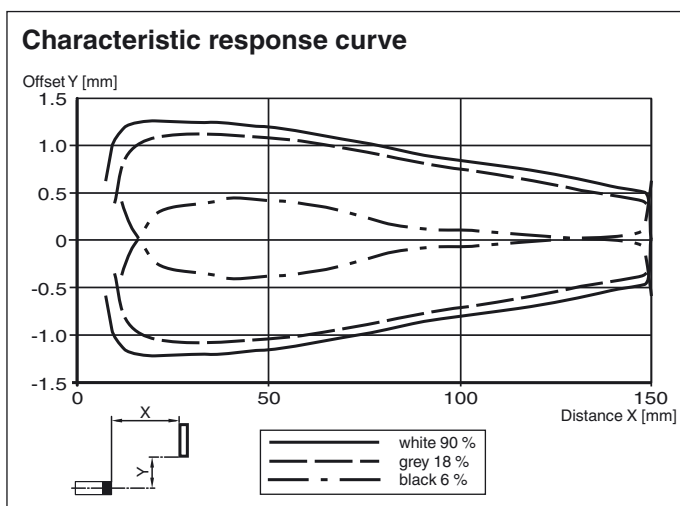 Characteristic response curve
Offset Y [mm]
1.5
1.0
0.5
0
-0.5
-1.0
-1.5
0
50
100
150
Distance X [mm]
X
Y
white 90 %
grey 18 %
black 6 %